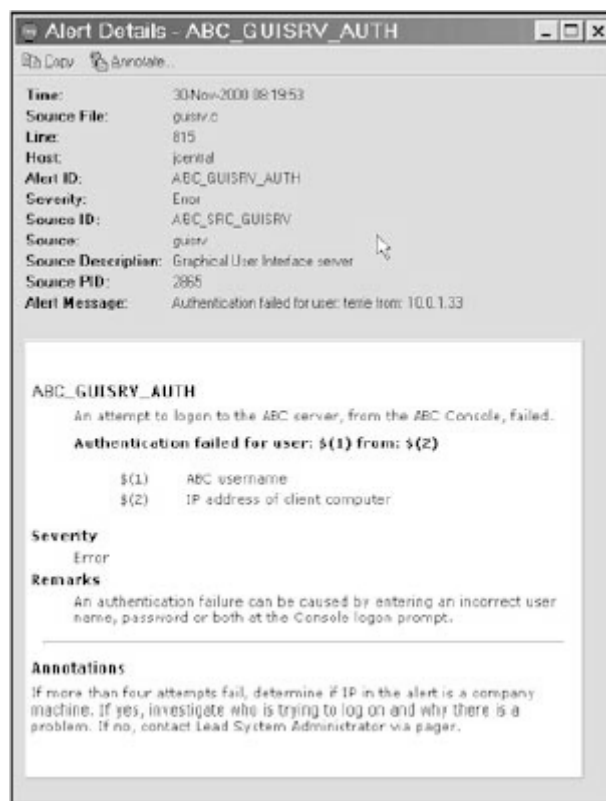 Alert Details - ABC_GUISRV_AUTH
Copy Annotate...
Time: 30-Nov-2000 08:19:53
Source File: guisrv.c
Line: 815
Host: jcentral
Alert ID: ABC_GUISRV_AUTH
Severity: Error
Source ID: ABC_SRC_GUISRV
Source: guisrv
Source Description: Graphical User Interface server
Source PID: 2865
Alert Message: Authentication failed for user: terrie from: 10.0.1.33
ABC_GUISRV_AUTH
An attempt to logon to the ABC server, from the ABC Console, failed.
Authentication failed for user: $(1) from: $(2)
$(1) ABC username
$(2) IP address of client computer
Severity
Error
Remarks
An authentication failure can be caused by entering an incorrect user
name, password or both at the Console logon prompt.
Annotations
If more than four attempts fail, determine if IP in the alert is a company
machine. If yes, investigate who is trying to log on and why there is a
problem. If no, contact Lead System Administrator via pager.